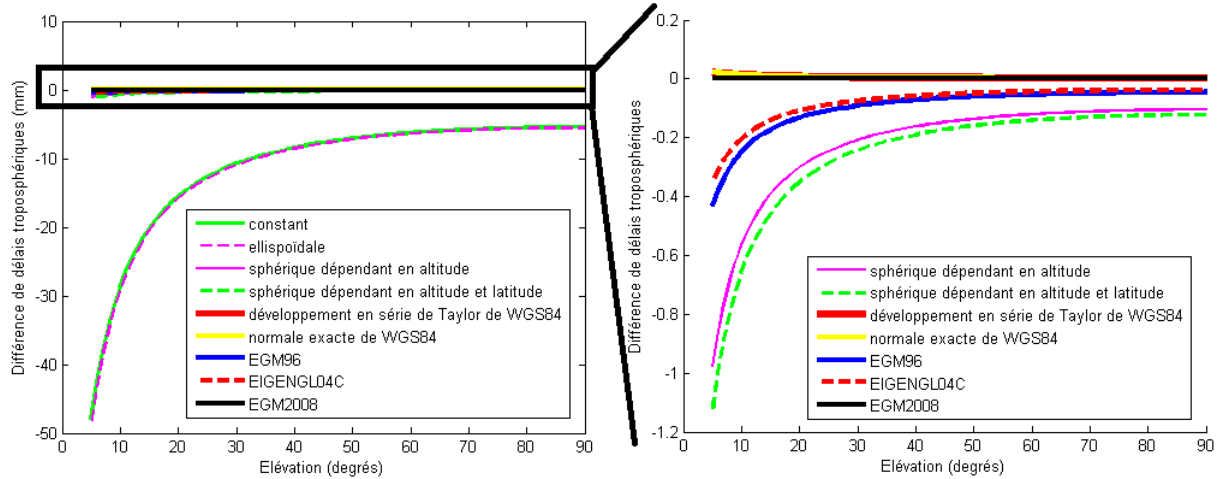 10
0
-10
-20
-30
-40
-50
Différence de délais troposphériques (mm)
constant
ellispoïdale
sphérique dépendant en altitude
sphérique dépendant en altitude et latitude
développement en série de Taylor de WGS84
normale exacte de WGS84
EGM96
EIGENGL04C
EGM2008
0 10 20 30 40 50 60 70 80 90
Elévation (degrés)
0.2
0
-0.2
-0.4
-0.6
-0.8
-1
-1.2
Différence de délais troposphériques
sphérique dépendant en altitude
sphérique dépendant en altitude et latitude
développement en série de Taylor de WGS84
normale exacte de WGS84
EGM96
EIGENGL04C
EGM2008
0 10 20 30 40 50 60 70 80 90
Elévation (degrés)